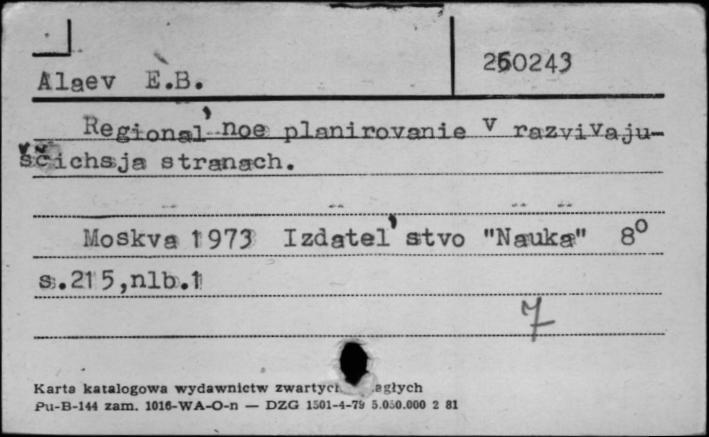 250243
Alaev E.B.
Regional'noe planirovanie v razvivaju-
ščichsja stranach.
Moskva 1973 Izdatel'stvo "Nauka" 8°
s.215,nlb.1
7
Karta katalogowa wydawnictw zwartych
Pu-B-144 zam. 1016-WA-O-n — DZG 1501-4-79 5.050.000 2 81